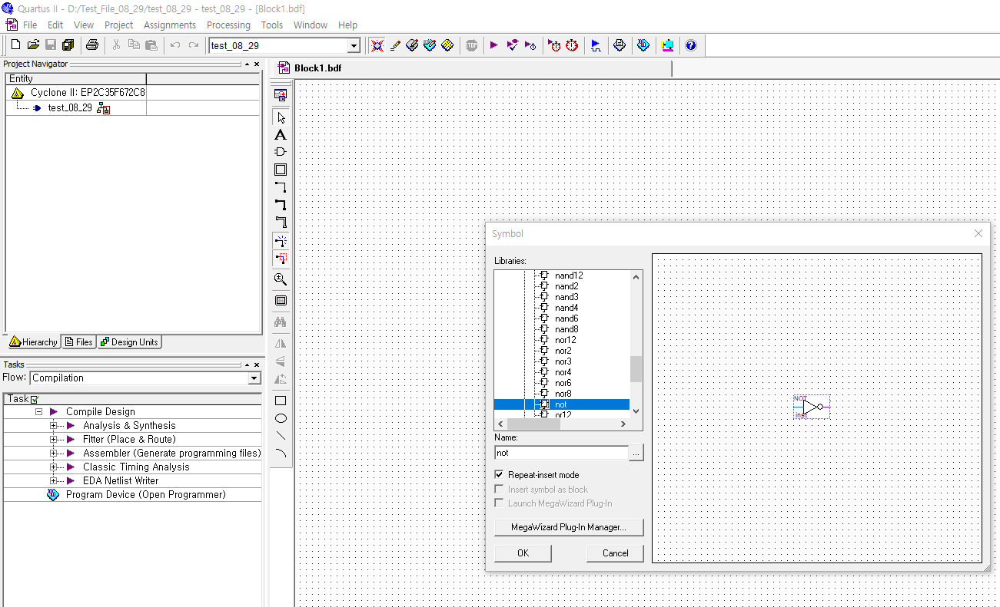 Quartus II - D:/Test_File_08_29/test_08_29 - test_08_29 - [Block1.bdf]
File Edit View Project Assignments Processing Tools Window Help
test_08_29
STOP
Project Navigator
Entity
Cyclone II: EP2C35F672C8
test_08_29
Hierarchy Files Design Units
Tasks
Flow: Compilation
Task
Compile Design
Analysis & Synthesis
Fitter (Place & Route)
Assembler (Generate programming files)
Classic Timing Analysis
EDA Netlist Writer
Program Device (Open Programmer)
Block1.bdf
A
Symbol
Libraries:
nand12
nand2
nand3
nand4
nand6
nand8
nor12
nor2
nor3
nor4
nor6
nor8
not
or12
Name:
not
...
Repeat-insert mode
Insert symbol as block
Launch MegaWizard Plug-In
MegaWizard Plug-In Manager...
OK Cancel
NOT
inst